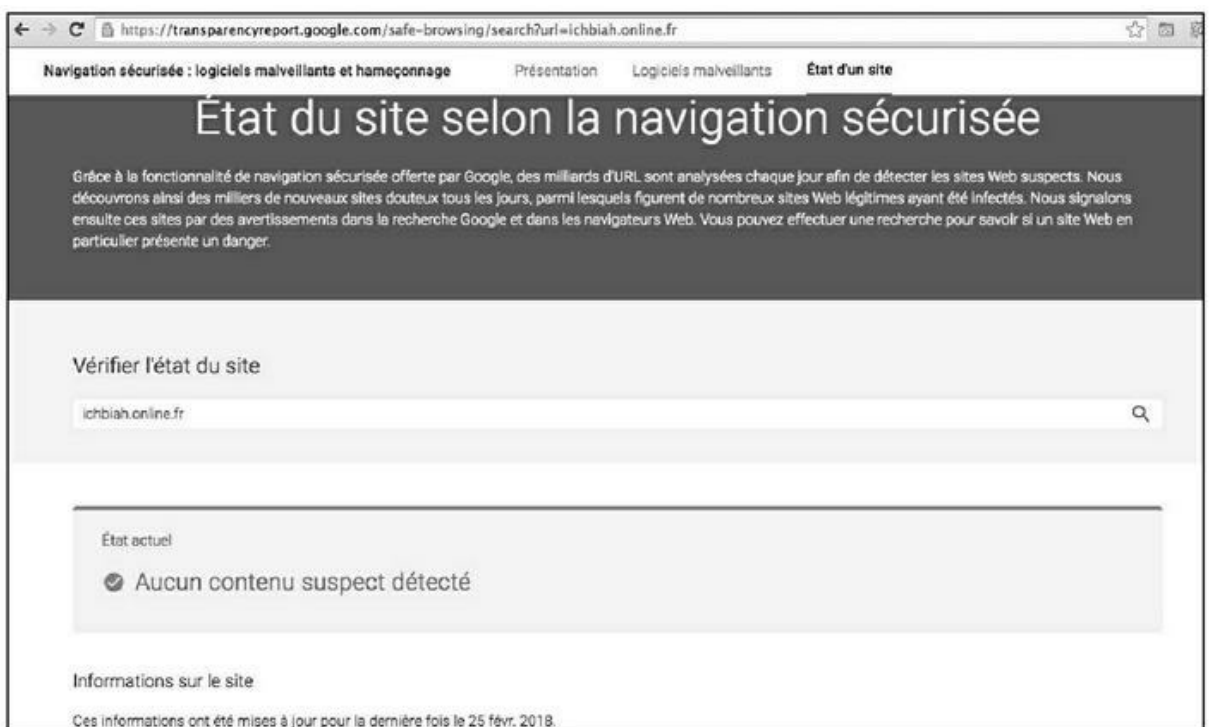 https://transparencyreport.google.com/safe-browsing/search?url=ichbiah.online.fr
Navigation sécurisée : logiciels malveillants et hameçonnage Présentation Logiciels malveillants État d'un site
État du site selon la navigation sécurisée
Grâce à la fonctionnalité de navigation sécurisée offerte par Google, des milliards d'URL sont analysées chaque jour afin de détecter les sites Web suspects. Nous
découvrons ainsi des milliers de nouveaux sites douteux tous les jours, parmi lesquels figurent de nombreux sites Web légitimes ayant été infectés. Nous signalons
ensuite ces sites par des avertissements dans la recherche Google et dans les navigateurs Web. Vous pouvez effectuer une recherche pour savoir si un site Web en
particulier présente un danger.
Vérifier l'état du site
ichbiah.online.fr
État actuel
Aucun contenu suspect détecté
Informations sur le site
Ces informations ont été mises à jour pour la dernière fois le 25 févr. 2018.